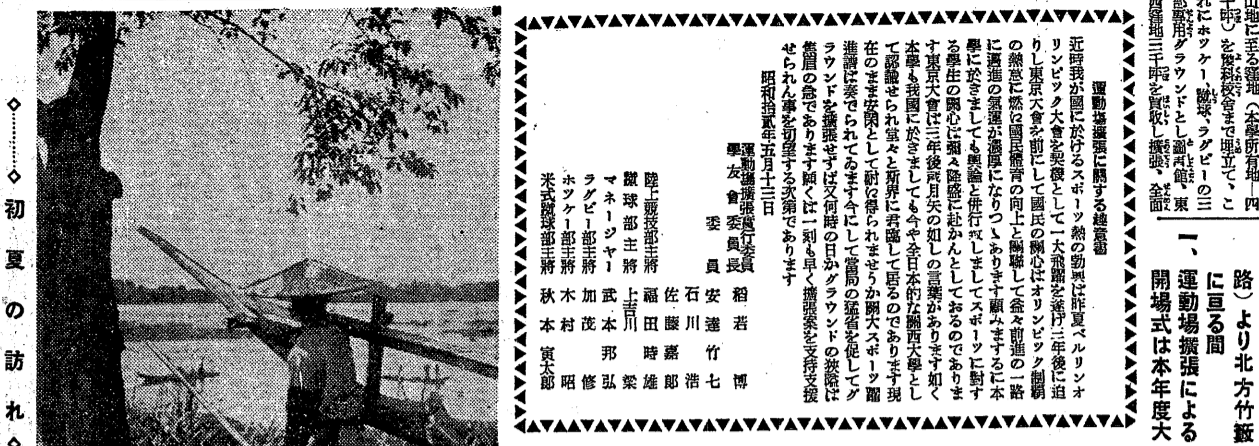 山地に至る窪地(本學所有地、四
千坪)を豫科校舍まで埋立て、こ
れにホツケー、蹴球、ラグビーの三
部專用グラウンドとし圖書館、東
西窪地三千坪を買收し擴張、全面
路)より北方竹藪
に亘る間
一、運動場擴張による
開場式は本年度大
運動場擴張に關する趣意書
近時我が國に於けるスポーツ熱の勃興は昨夏ベルリンオ
リンピツク大會を契機として一大飛躍を遂げ三年後に迫
りし東京大會を前にして國民の關心はオリンピツク制覇
の熱意に燃ね國民體育の向上と關聯して益々前進の一路
に邁進の氣運が濃厚になりつゝあります顧みまするに本
學に於きましても輿論と併行致しましてスポーツに對す
る學生の關心は彌々隆盛に赴かんとしておるのでありま
す東京大會は三年後歲月矢の如しの言葉があります如く
本學も我國に於きましても今や全日本的な關西大學とし
て認識せられ堂々と斯界に君臨して居るのであります現
在のまま安閑として耐ね得られませうか關大スポーツ躍
進譜は奏でられてゐます今にして當局の猛省を促してグ
ラウンドを擴張せずば又何時の日かグラウンドの狹隘は
焦眉の急であります願くは一刻も早く擴張案を支持支援
せられん事を切望する次第であります
昭和拾貳年五月十三日
運動場擴張實行委員
學友會委員長 稻若博
委員 安達竹七
石川浩
佐藤嘉郎
陸上競技部主將 福田時雄
蹴球部主將 上吉川梁
マネージヤー 武本邦弘
ラグビー部主將 加茂修
ホツケー部主將 木村昭
米式蹴球部主將 秋本寅太郎
初夏の訪れ